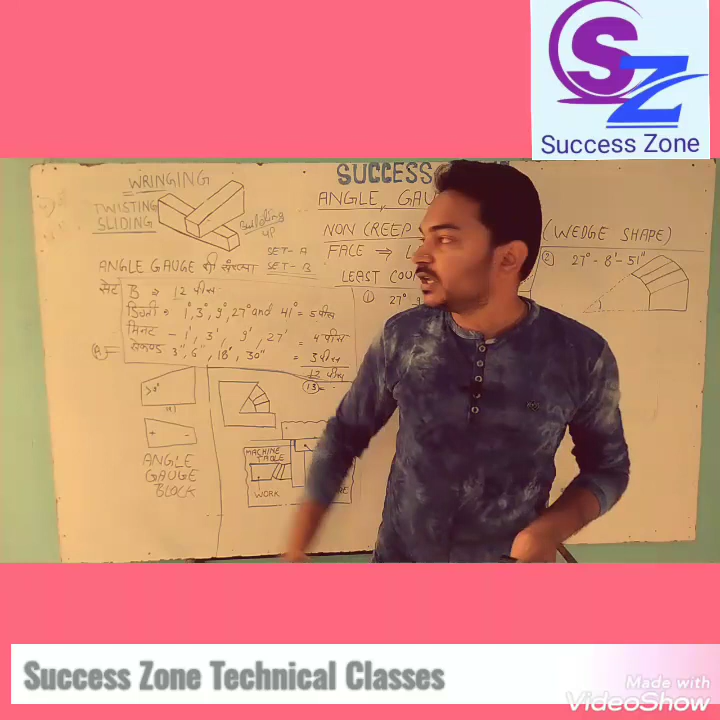 SZ
Success Zone
WRINGING
TWISTING
SLIDING
Building
UP
SET-A
SET-B
ANGLE GAUGE की संख्या
सेट B ⇒ 12 पीस
डिग्री = 1°, 3°, 9°, 27° and 41° = 5 पीस
मिनट - 1', 3', 9', 27' = 4 पीस
सेकण्ड 3", 6", 18", 30" = 3 पीस
12 पीस
A
13 =
SUCCESS
ANGLE GAU
NON CREEP
(WEDGE SHAPE)
FACE →
LEAST COU
① 27°
② 27° - 8' - 51"
+ -
ANGLE
GAUGE
BLOCK
MACHINE
TABLE
WORK
Success Zone Technical Classes
Made with
VideoShow